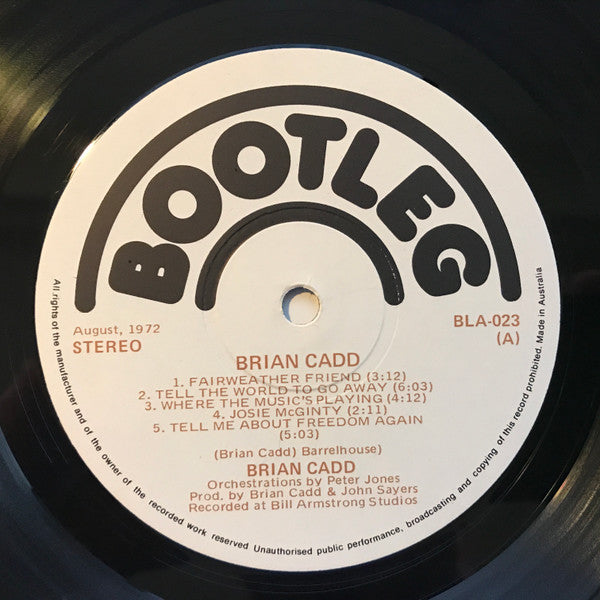 BOOTLEG
August, 1972
STEREO
BLA-023
(A)
BRIAN CADD
1. FAIRWEATHER FRIEND (3:12)
2. TELL THE WORLD TO GO AWAY (6:03)
3. WHERE THE MUSIC'S PLAYING (4:12)
4. JOSIE McGINTY (2:11)
5. TELL ME ABOUT FREEDOM AGAIN
(5:03)
(Brian Cadd) Barrelhouse)
BRIAN CADD
Orchestrations by Peter Jones
Prod. by Brian Cadd & John Sayers
Recorded at Bill Armstrong Studios
All rights of the manufacturer and of the owner of the recorded work reserved Unauthorised public performance, broadcasting and copying of this record prohibited. Made in Australia